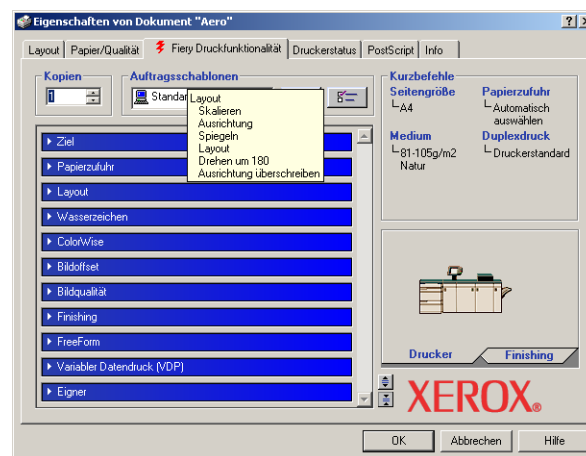 Eigenschaften von Dokument "Aero"
Layout Papier/Qualität Fiery Druckfunktionalität Druckerstatus PostScript Info
Kopien
1
Auftragsschablonen
Standar
Layout
Skalieren
Ausrichtung
Spiegeln
Layout
Drehen um 180
Ausrichtung überschreiben
Ziel
Papierzufuhr
Layout
Wasserzeichen
ColorWise
Bildoffset
Bildqualität
Finishing
FreeForm
Variabler Datendruck (VDP)
Eigner
Kurzbefehle
Seitengröße
A4
Papierzufuhr
Automatisch
auswählen
Medium
81-105g/m2
Natur
Duplexdruck
Druckerstandard
Drucker
Finishing
XEROX®
OK
Abbrechen
Hilfe